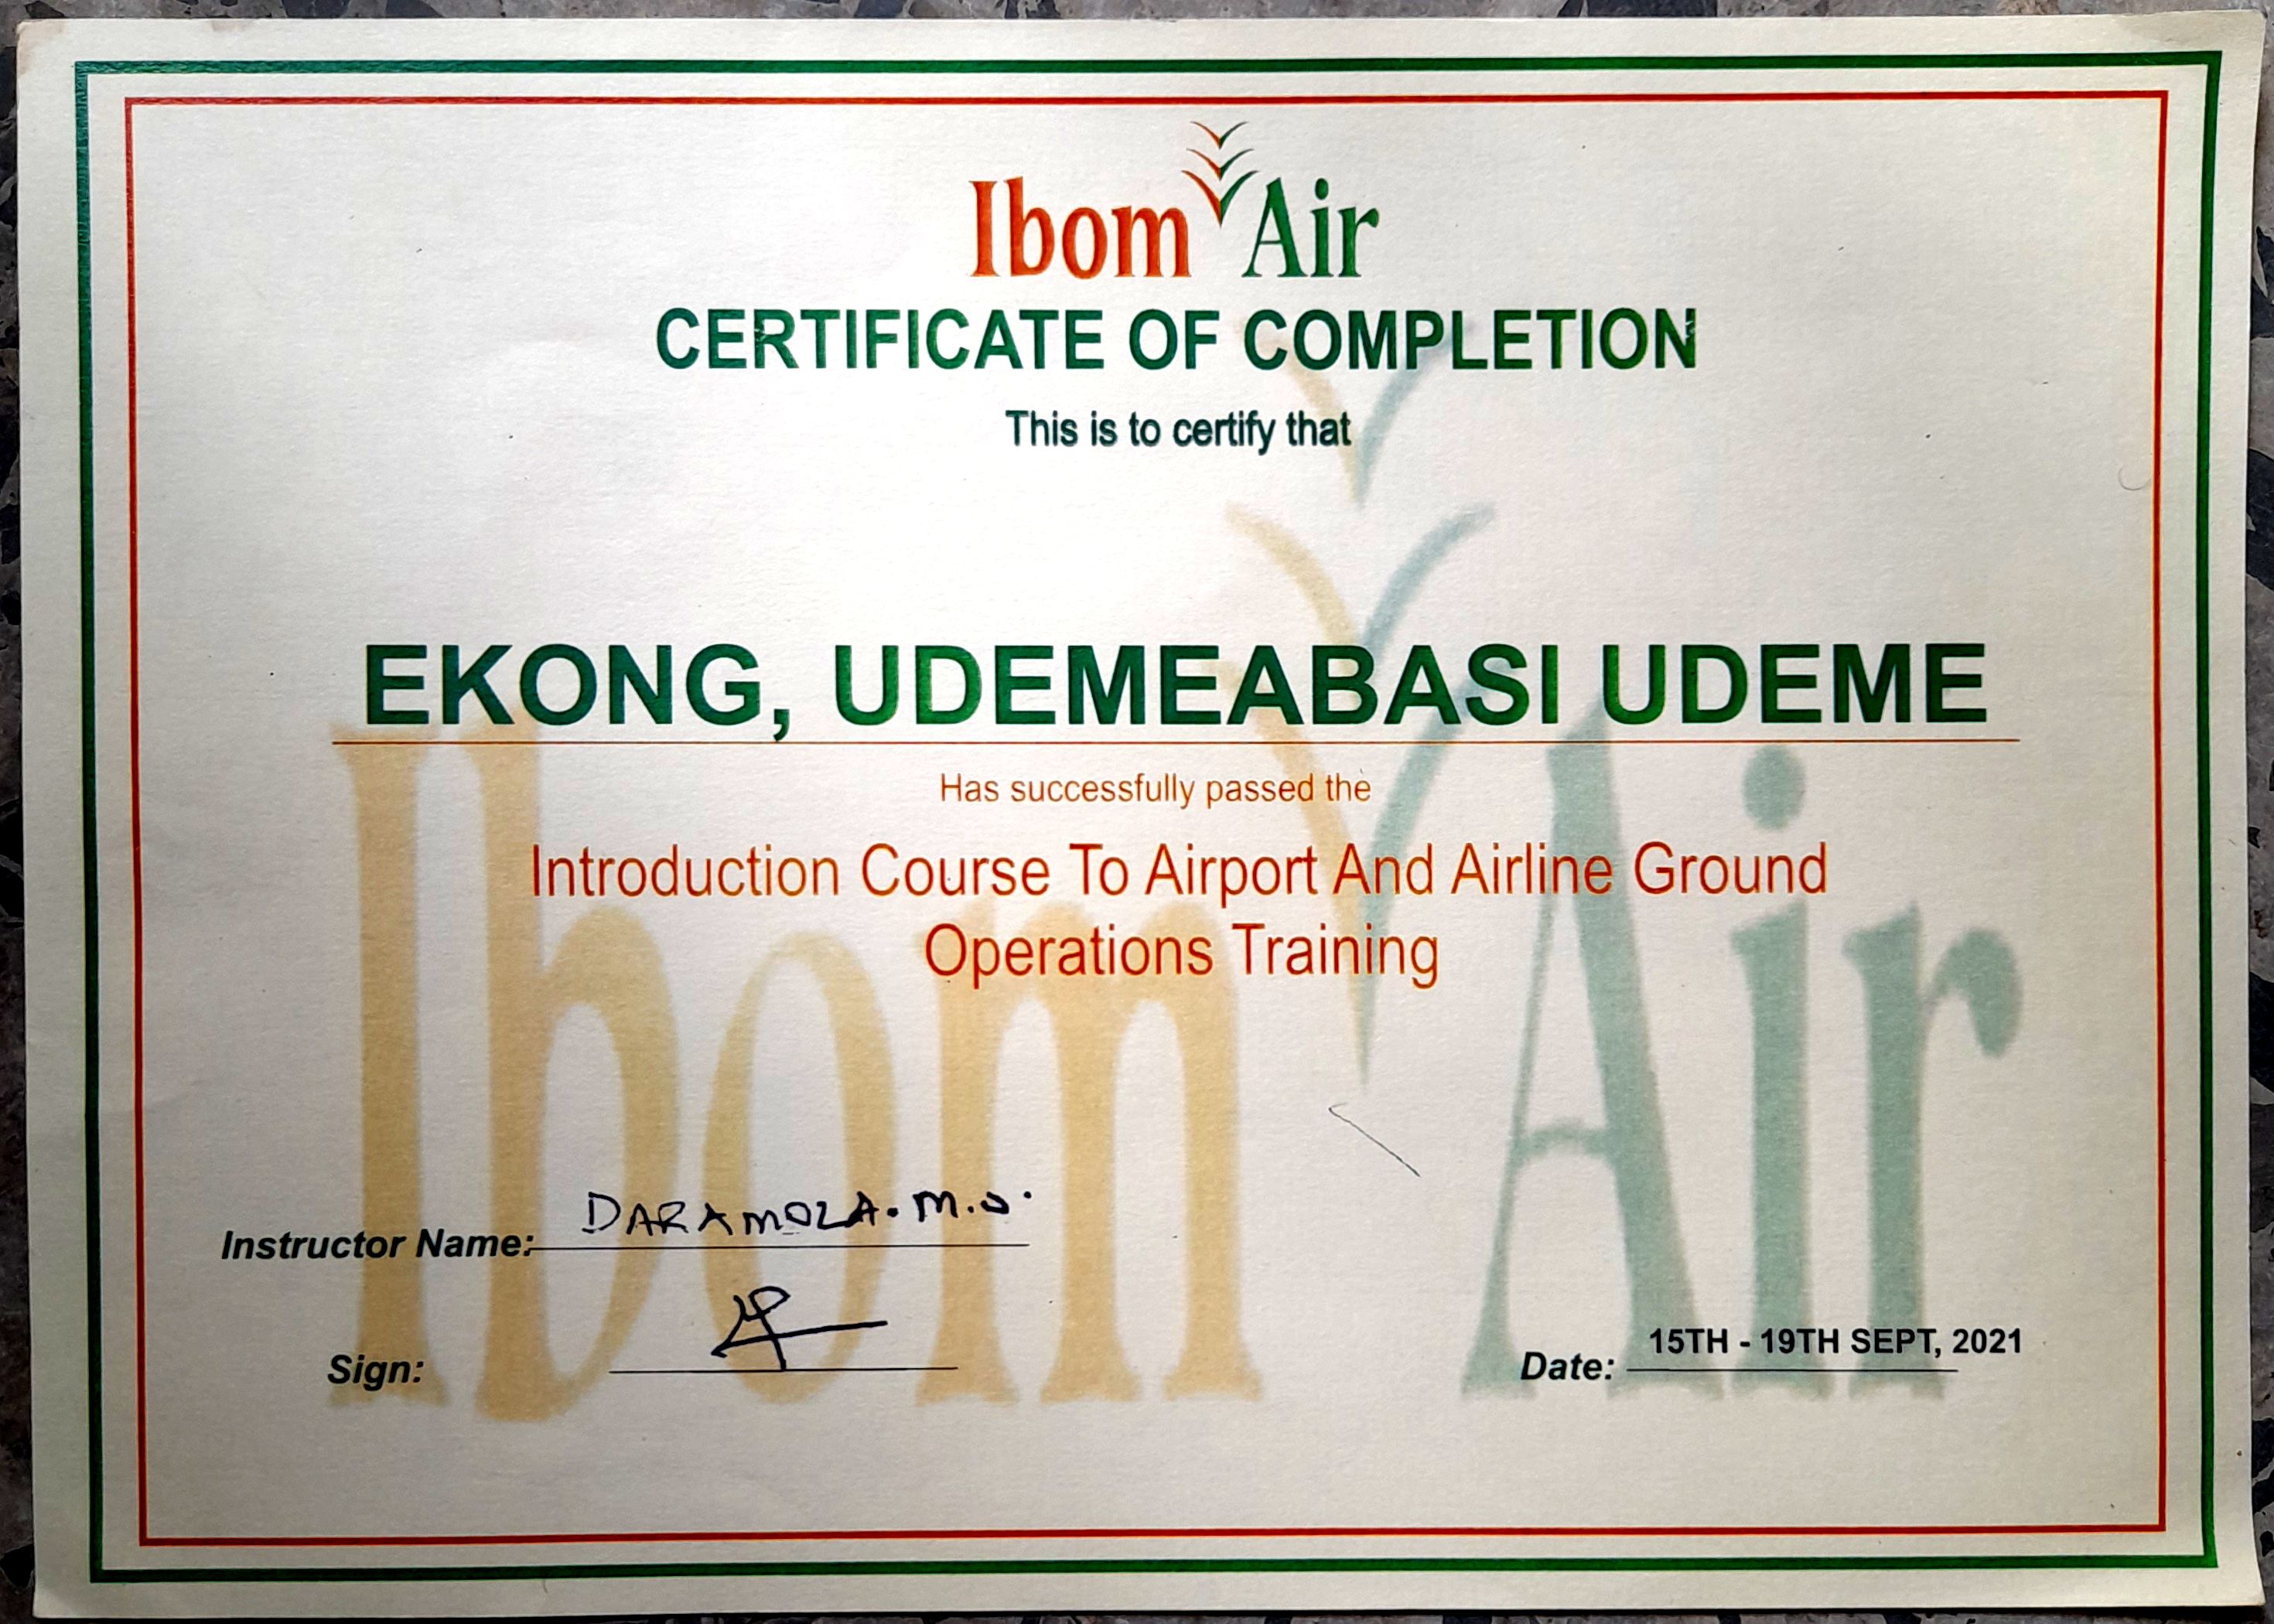 Ibom Air
CERTIFICATE OF COMPLETION
This is to certify that
EKONG, UDEMEABASI UDEME
Has successfully passed the
Introduction Course To Airport And Airline Ground
Operations Training
Ibom Air
Instructor Name: DARAMOLA. M.O.
Sign:
Date: 15TH - 19TH SEPT, 2021